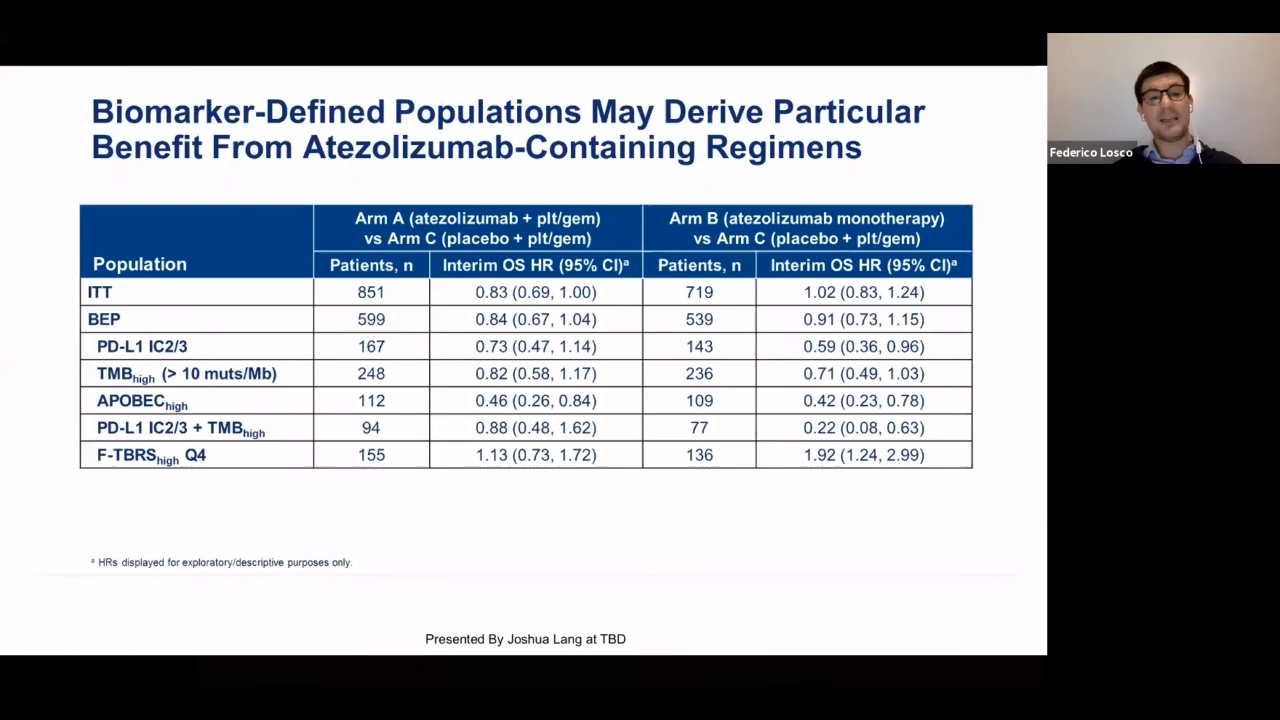 Biomarker-Defined Populations May Derive Particular
Benefit From Atezolizumab-Containing Regimens
Federico Losco
Population
Arm A (atezolizumab + plt/gem)
vs Arm C (placebo + plt/gem)
Arm B (atezolizumab monotherapy)
vs Arm C (placebo + plt/gem)
Patients, n Interim OS HR (95% CI)ᵃ Patients, n Interim OS HR (95% CI)ᵃ
ITT 851 0.83 (0.69, 1.00) 719 1.02 (0.83, 1.24)
BEP 599 0.84 (0.67, 1.04) 539 0.91 (0.73, 1.15)
PD-L1 IC2/3 167 0.73 (0.47, 1.14) 143 0.59 (0.36, 0.96)
TMBhigh (> 10 muts/Mb) 248 0.82 (0.58, 1.17) 236 0.71 (0.49, 1.03)
APOBEChigh 112 0.46 (0.26, 0.84) 109 0.42 (0.23, 0.78)
PD-L1 IC2/3 + TMBhigh 94 0.88 (0.48, 1.62) 77 0.22 (0.08, 0.63)
F-TBRShigh Q4 155 1.13 (0.73, 1.72) 136 1.92 (1.24, 2.99)
ᵃ HRs displayed for exploratory/descriptive purposes only.
Presented By Joshua Lang at TBD